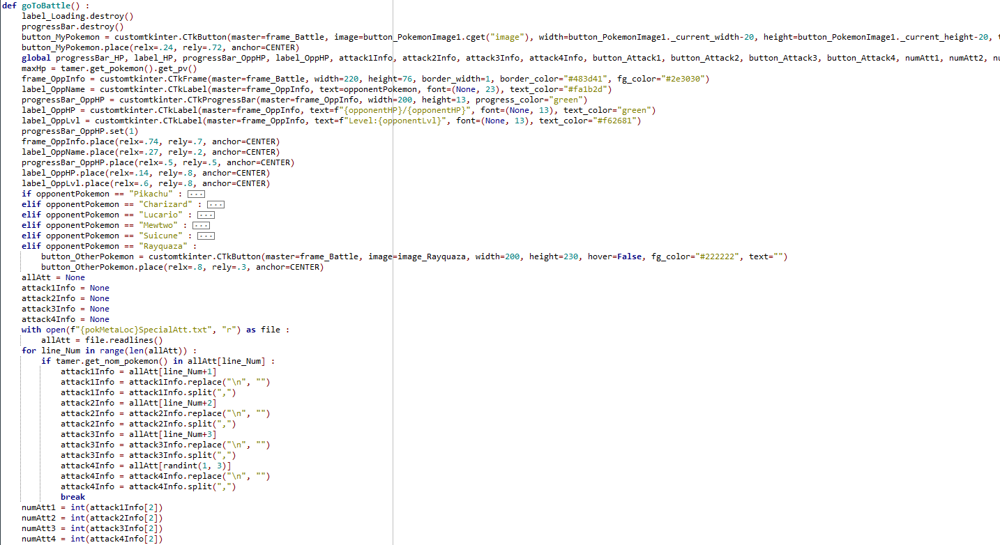 def goToBattle() :
    label_Loading.destroy()
    progressBar.destroy()
    button_MyPokemon = customtkinter.CTkButton(master=frame_Battle, image=button_PokemonImage1.cget("image"), width=button_PokemonImage1._current_width-20, height=button_PokemonImage1._current_height-20,
    button_MyPokemon.place(relx=.24, rely=.72, anchor=CENTER)
    global progressBar_HP, label_HP, progressBar_OppHP, label_OppHP, attack1Info, attack2Info, attack3Info, attack4Info, button_Attack1, button_Attack2, button_Attack3, button_Attack4, numAtt1, numAtt2,
    maxHp = tamer.get_pokemon().get_pv()
    frame_OppInfo = customtkinter.CTkFrame(master=frame_Battle, width=220, height=76, border_width=1, border_color="#483d41", fg_color="#2e3030")
    label_OppName = customtkinter.CTkLabel(master=frame_OppInfo, text=opponentPokemon, font=(None, 23), text_color="#fa1b2d")
    progressBar_OppHP = customtkinter.CTkProgressBar(master=frame_OppInfo, width=200, height=13, progress_color="green")
    label_OppHP = customtkinter.CTkLabel(master=frame_OppInfo, text=f"{opponentHP}/{opponentHP}", font=(None, 13), text_color="green")
    label_OppLvl = customtkinter.CTkLabel(master=frame_OppInfo, text=f"Level:{opponentLvl}", font=(None, 13), text_color="#f62681")
    progressBar_OppHP.set(1)
    frame_OppInfo.place(relx=.74, rely=.7, anchor=CENTER)
    label_OppName.place(relx=.27, rely=.2, anchor=CENTER)
    progressBar_OppHP.place(relx=.5, rely=.5, anchor=CENTER)
    label_OppHP.place(relx=.14, rely=.8, anchor=CENTER)
    label_OppLvl.place(relx=.6, rely=.8, anchor=CENTER)
    if opponentPokemon == "Pikachu" : ...
    elif opponentPokemon == "Charizard" : ...
    elif opponentPokemon == "Lucario" : ...
    elif opponentPokemon == "Mewtwo" : ...
    elif opponentPokemon == "Suicune" : ...
    elif opponentPokemon == "Rayquaza" :
        button_OtherPokemon = customtkinter.CTkButton(master=frame_Battle, image=image_Rayquaza, width=200, height=230, hover=False, fg_color="#222222", text="")
        button_OtherPokemon.place(relx=.8, rely=.3, anchor=CENTER)
    allAtt = None
    attack1Info = None
    attack2Info = None
    attack3Info = None
    attack4Info = None
    with open(f"{pokMetaLoc}SpecialAtt.txt", "r") as file :
        allAtt = file.readlines()
    for line_Num in range(len(allAtt)) :
        if tamer.get_nom_pokemon() in allAtt[line_Num] :
            attack1Info = allAtt[line_Num+1]
            attack1Info = attack1Info.replace("\n", "")
            attack1Info = attack1Info.split(",")
            attack2Info = allAtt[line_Num+2]
            attack2Info = attack2Info.replace("\n", "")
            attack2Info = attack2Info.split(",")
            attack3Info = allAtt[line_Num+3]
            attack3Info = attack3Info.replace("\n", "")
            attack3Info = attack3Info.split(",")
            attack4Info = allAtt[randint(1, 3)]
            attack4Info = attack4Info.replace("\n", "")
            attack4Info = attack4Info.split(",")
            break
    numAtt1 = int(attack1Info[2])
    numAtt2 = int(attack2Info[2])
    numAtt3 = int(attack3Info[2])
    numAtt4 = int(attack4Info[2])